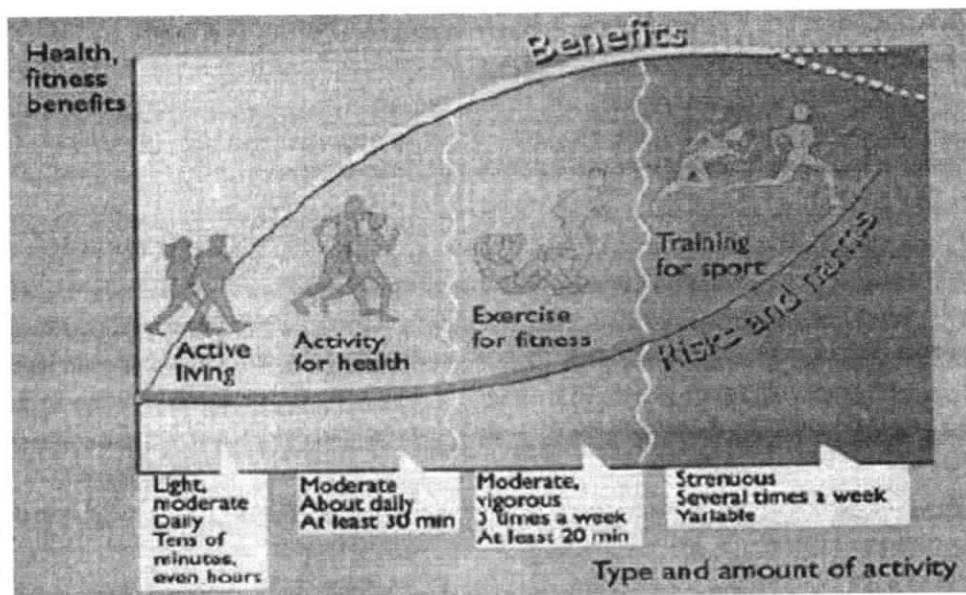 Health,
fitness
benefits
Benefits
Training
for sport
Exercise
for fitness
Activity
for health
Active
living
Risks and harms
Light,
moderate
Daily
Tens of
minutes,
even hours
Moderate
About daily
At least 30 min
Moderate,
vigorous
3 times a week
At least 20 min
Strenuous
Several times a week
Variable
Type and amount of activity